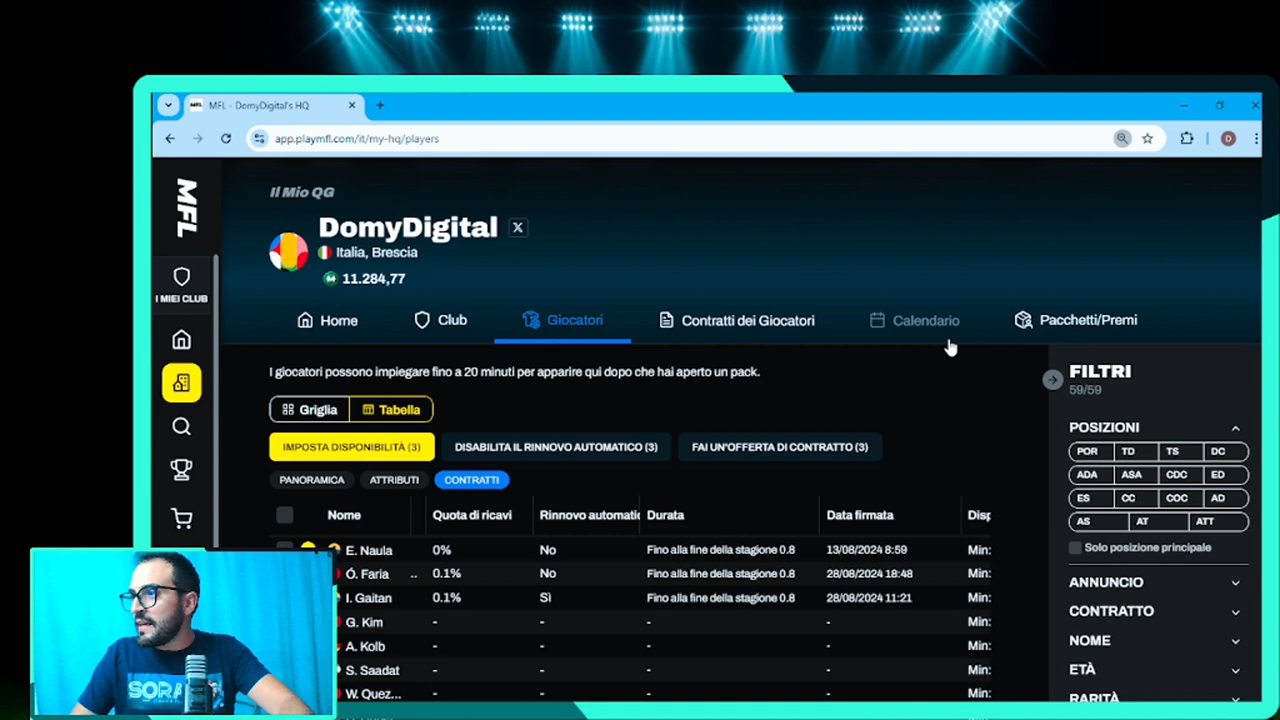 MFL - DomyDigital's HQ
app.playmfl.com/it/my-hq/players
D
MFL
Il Mio QG
DomyDigital
Italia, Brescia
11.284,77
I MIEI CLUB
Home
Club
Giocatori
Contratti dei Giocatori
Calendario
Pacchetti/Premi
I giocatori possono impiegare fino a 20 minuti per apparire qui dopo che hai aperto un pack.
Griglia
Tabella
IMPOSTA DISPONIBILITÀ (3)
DISABILITA IL RINNOVO AUTOMATICO (3)
FAI UN'OFFERTA DI CONTRATTO (3)
PANORAMICA
ATTRIBUTI
CONTRATTI
Nome Quota di ricavi Rinnovo automatic Durata Data firmata Disp
E. Naula 0% No Fino alla fine della stagione 0.8 13/08/2024 8:59 Min:
Ó. Faria .. 0.1% No Fino alla fine della stagione 0.8 28/08/2024 18:48 Min:
I. Gaitan 0.1% Sì Fino alla fine della stagione 0.8 28/08/2024 11:21 Min:
G. Kim - - - - Min:
A. Kolb - - - - Min:
S. Saadat - - - - Min:
W. Quez... - - - - Min:
FILTRI
59/59
POSIZIONI
POR TD TS DC
ADA ASA CDC ED
ES CC COC AD
AS AT ATT
Solo posizione principale
ANNUNCIO
CONTRATTO
NOME
ETÀ
RARITÀ
SORA